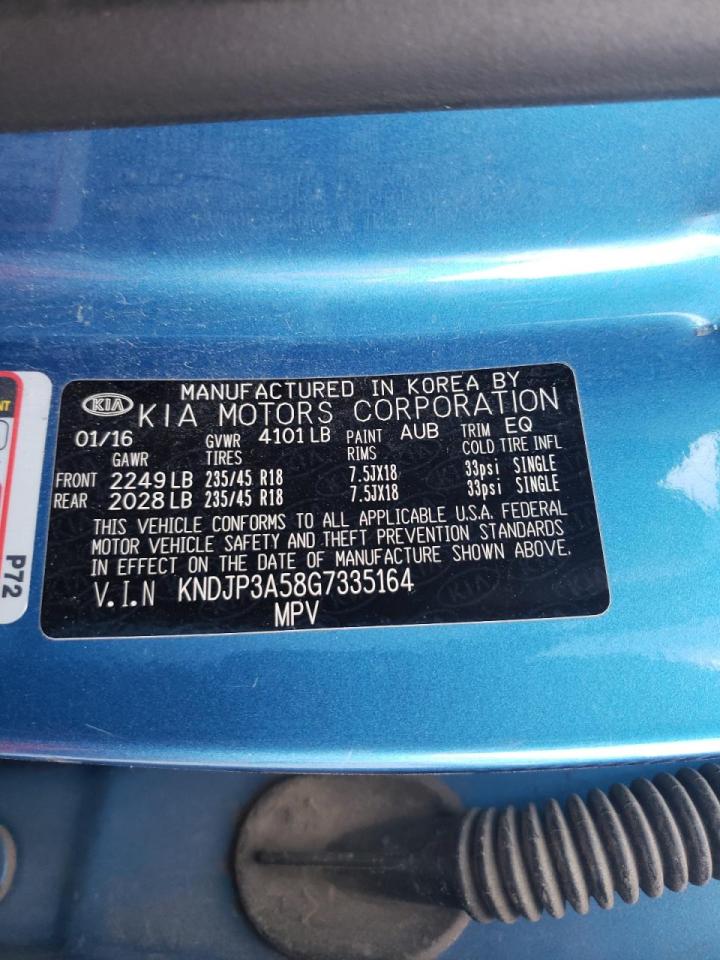 MANUFACTURED IN KOREA BY
KIA KIA MOTORS CORPORATION
01/16 GVWR 4101 LB PAINT AUB TRIM EQ
GAWR TIRES RIMS COLD TIRE INFL
FRONT 2249 LB 235/45 R18 7.5JX18 33psi SINGLE
REAR 2028 LB 235/45 R18 7.5JX18 33psi SINGLE
THIS VEHICLE CONFORMS TO ALL APPLICABLE U.S.A. FEDERAL
MOTOR VEHICLE SAFETY AND THEFT PREVENTION STANDARDS
IN EFFECT ON THE DATE OF MANUFACTURE SHOWN ABOVE.
V.I.N KNDJP3A58G7335164
MPV
P72